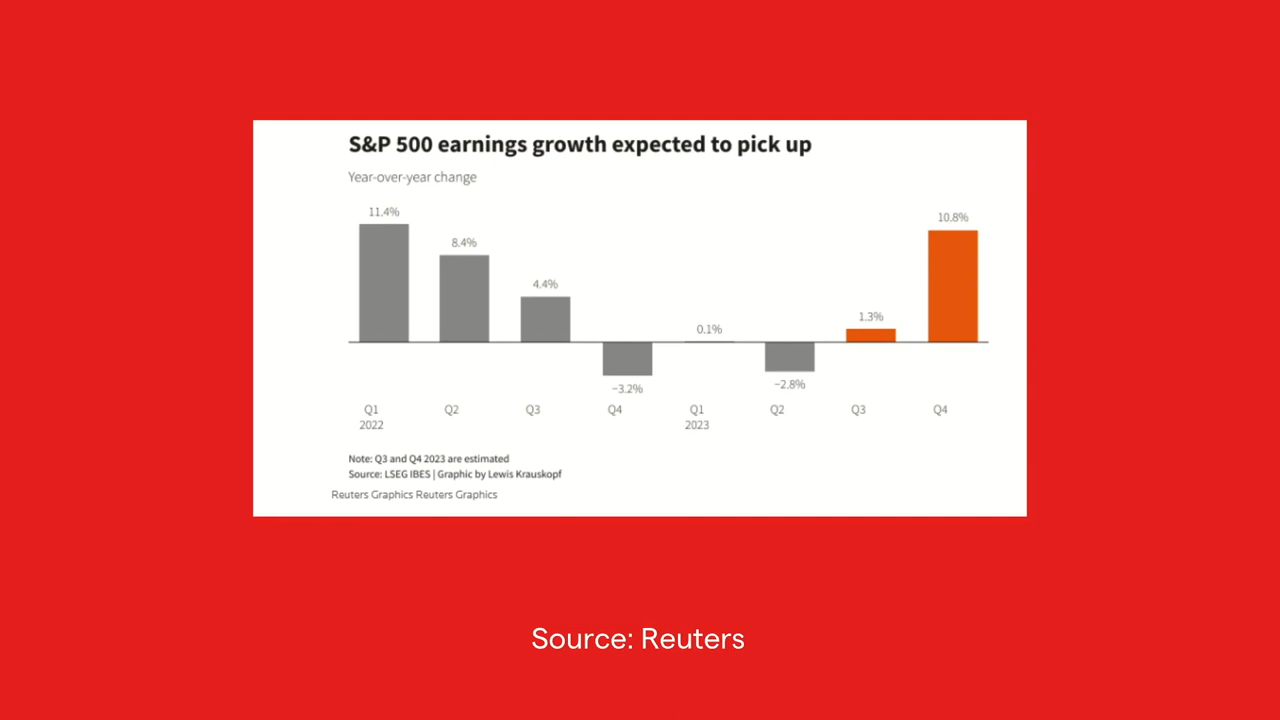 S&P 500 earnings growth expected to pick up
Year-over-year change
11.4%
8.4%
4.4%
−3.2%
0.1%
−2.8%
1.3%
10.8%
Q1 Q2 Q3 Q4 Q1 Q2 Q3 Q4
2022 2023
Note: Q3 and Q4 2023 are estimated
Source: LSEG IBES | Graphic by Lewis Krauskopf
Reuters Graphics Reuters Graphics
Source: Reuters